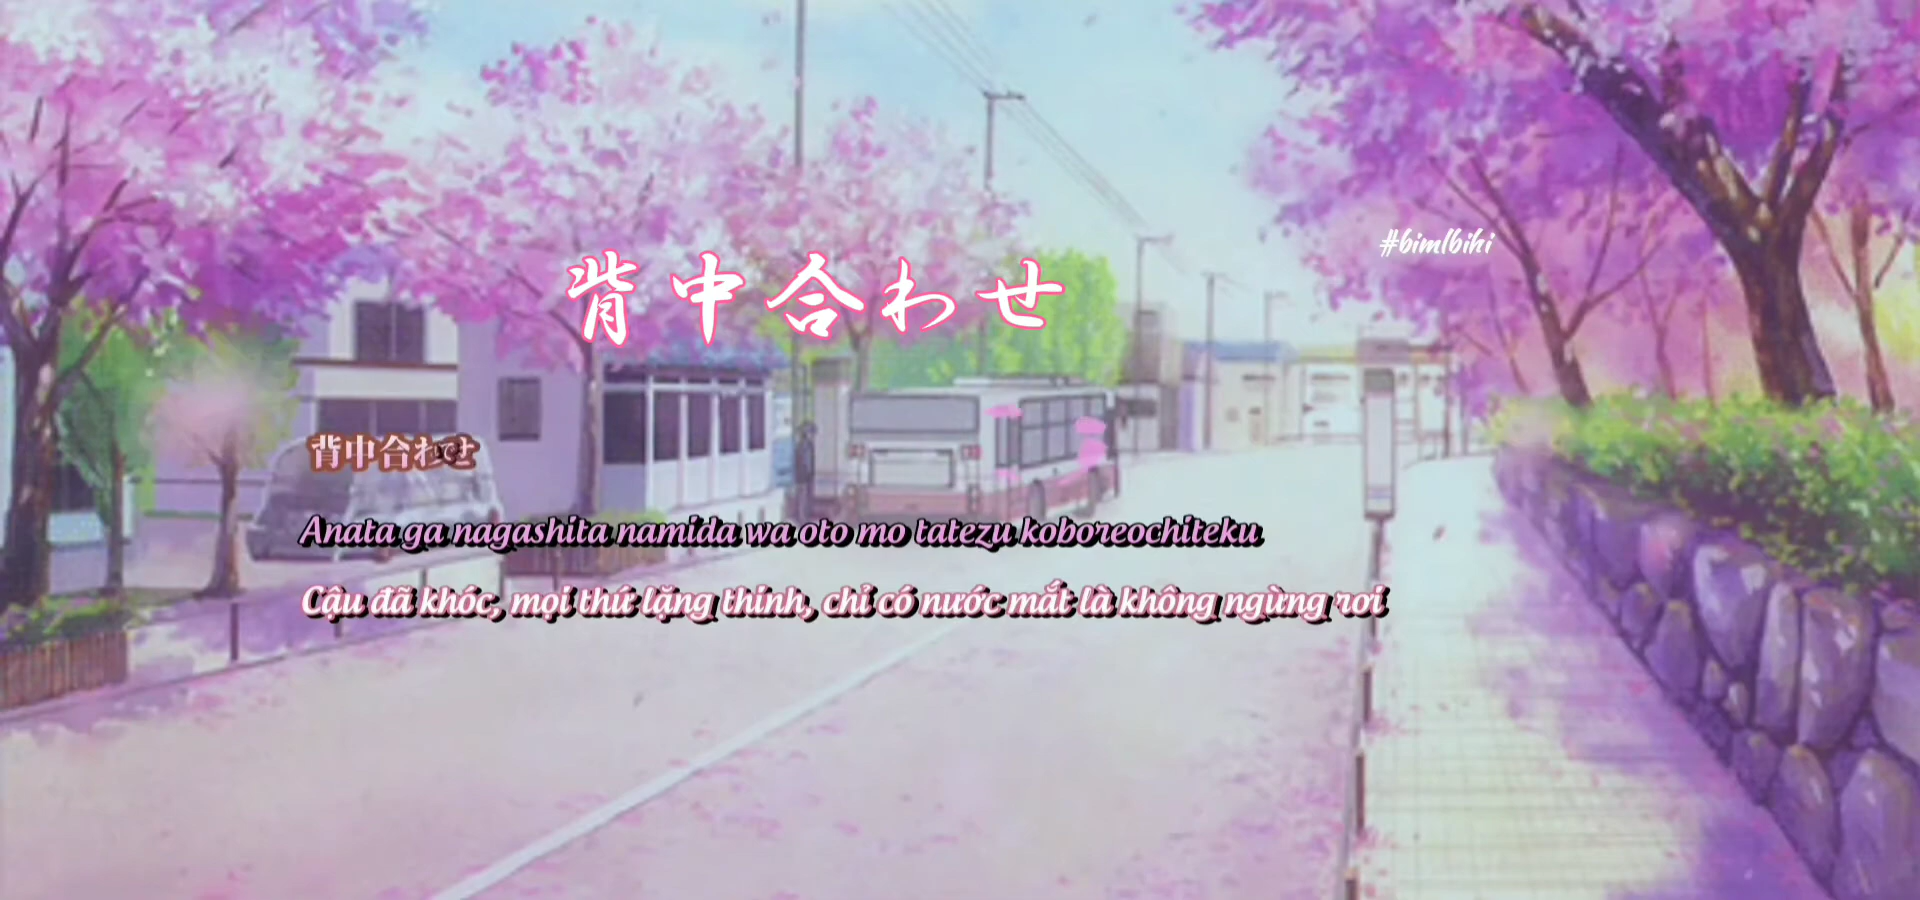 #bimlbihi
背中合わせ
背中合わせ
Anata ga nagashita namida wa oto mo tatezu koboreochiteku
Cậu đã khóc, mọi thứ lặng thinh, chỉ có nước mắt là không ngừng rơi